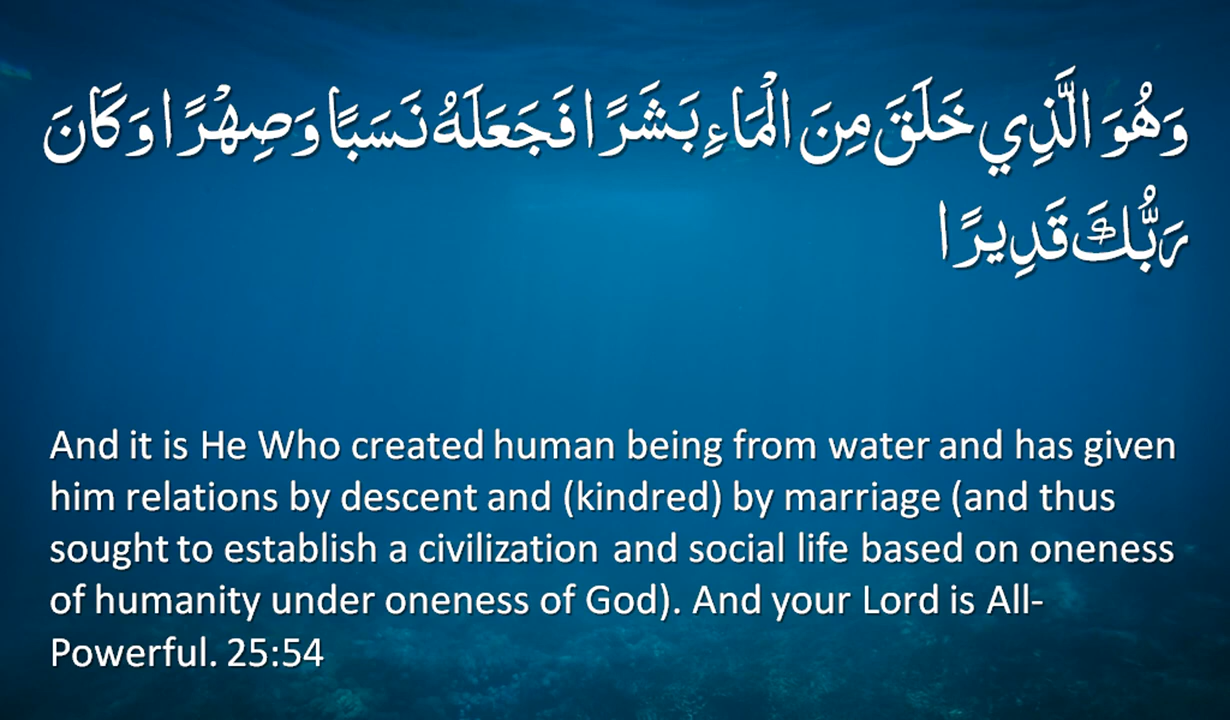 وَهُوَ الَّذِي خَلَقَ مِنَ الْمَاءِ بَشَرًا فَجَعَلَهُ نَسَبًا وَصِهْرًا وَكَانَ
رَبُّكَ قَدِيرًا
And it is He Who created human being from water and has given
him relations by descent and (kindred) by marriage (and thus
sought to establish a civilization and social life based on oneness
of humanity under oneness of God). And your Lord is All-
Powerful. 25:54